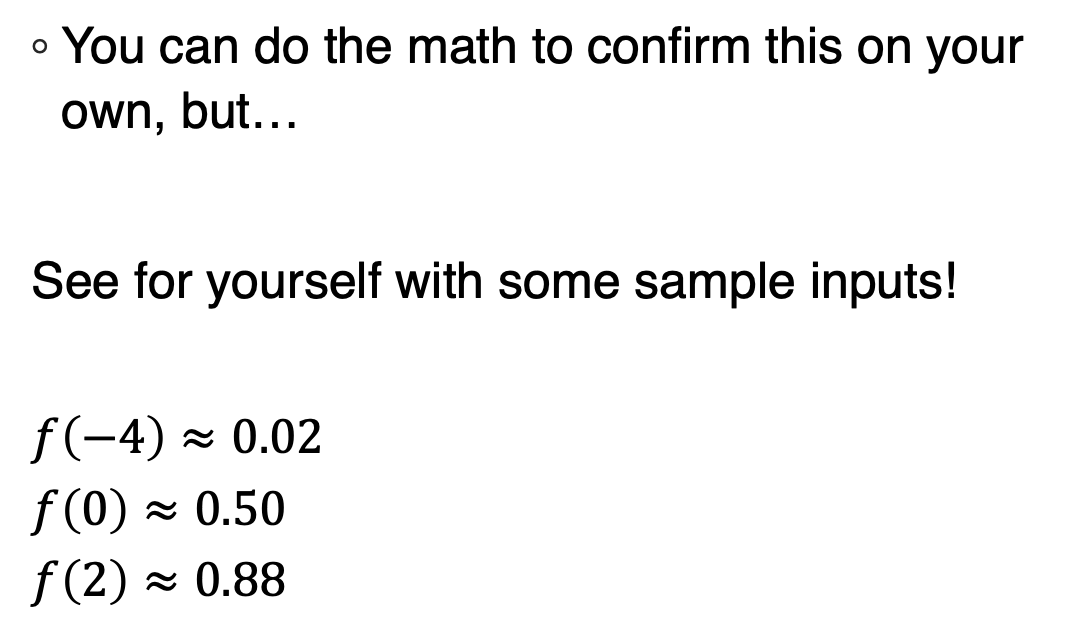 ◦ You can do the math to confirm this on your
own, but…
See for yourself with some sample inputs!
𝑓(−4) ≈ 0.02
𝑓(0) ≈ 0.50
𝑓(2) ≈ 0.88